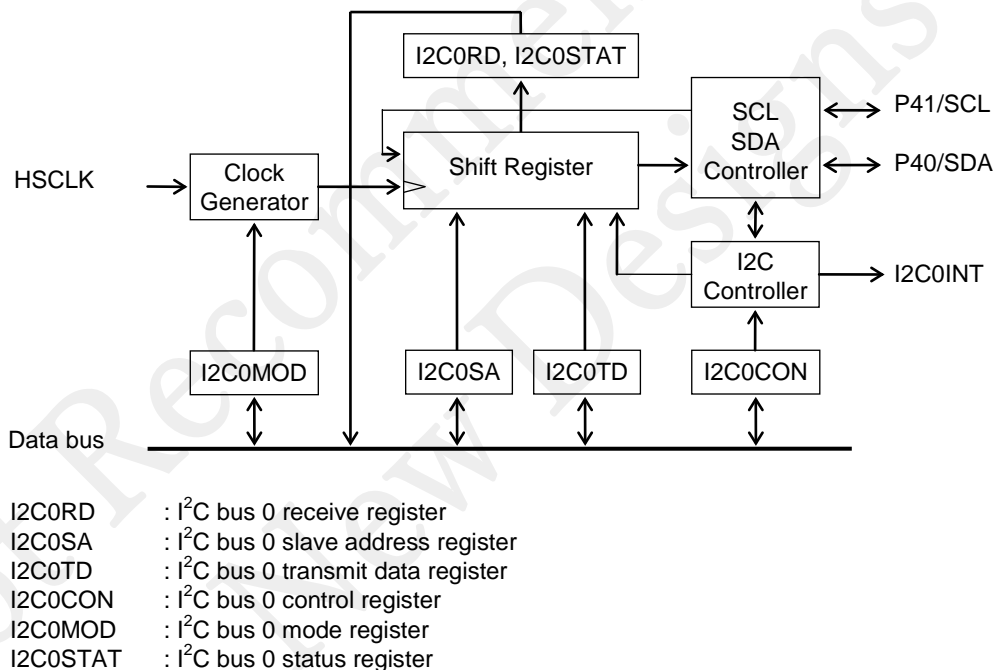 I2C0RD, I2C0STAT
SCL
SDA
Controller
P41/SCL
P40/SDA
HSCLK
Clock
Generator
Shift Register
I2C
Controller
I2C0INT
I2C0MOD
I2C0SA
I2C0TD
I2C0CON
Data bus
I2C0RD : I²C bus 0 receive register
I2C0SA : I²C bus 0 slave address register
I2C0TD : I²C bus 0 transmit data register
I2C0CON : I²C bus 0 control register
I2C0MOD : I²C bus 0 mode register
I2C0STAT : I²C bus 0 status register
New Designs